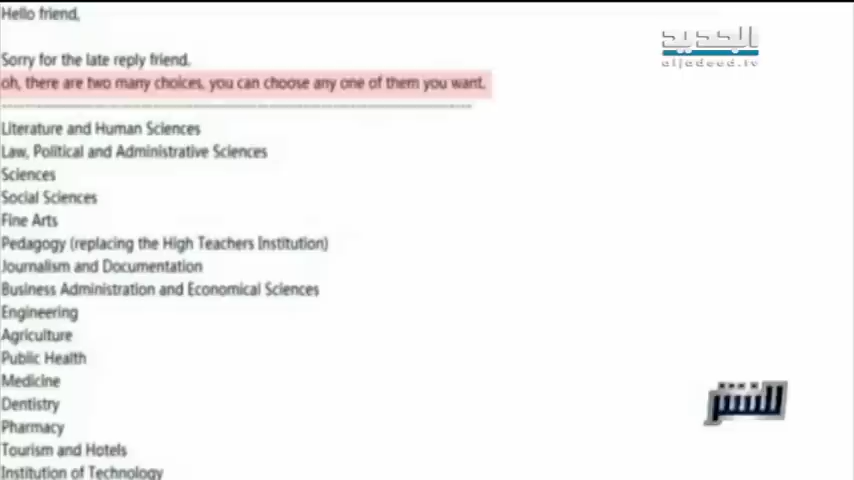 Hello friend,
Sorry for the late reply friend.
oh, there are two many choices, you can choose any one of them you want.
--------------------------------------------------------------------------------
Literature and Human Sciences
Law, Political and Administrative Sciences
Sciences
Social Sciences
Fine Arts
Pedagogy (replacing the High Teachers Institution)
Journalism and Documentation
Business Administration and Economical Sciences
Engineering
Agriculture
Public Health
Medicine
Dentistry
Pharmacy
Tourism and Hotels
Institution of Technology
الجديد
aljadeed.tv
للنشر